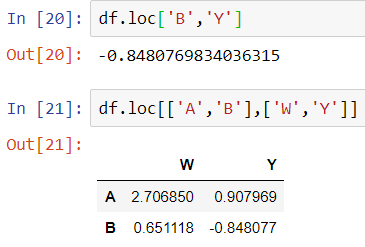 In [20]: df.loc['B','Y']
Out[20]: -0.8480769834036315
In [21]: df.loc[['A','B'],['W','Y']]
Out[21]:
W Y
A 2.706850 0.907969
B 0.651118 -0.848077